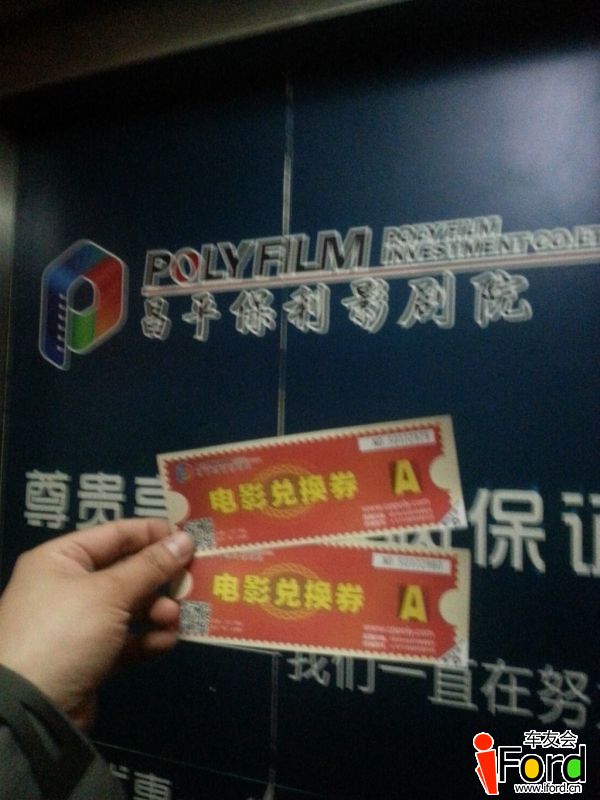 POLYFILM
POLYFILM
INVESTMENT CO.
昌平保利影剧院
尊贵
保证
电影兑换券
A
电影兑换券
A
我们一直在努
优惠
车友会
iFord
www.iford.cn